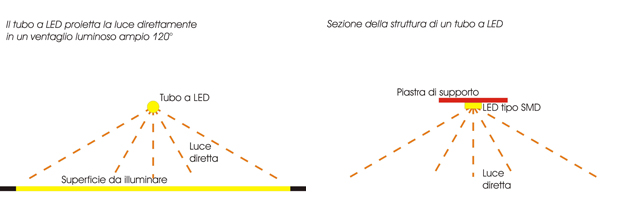 Il tubo a LED proietta la luce direttamente
in un ventaglio luminoso ampio 120°
Tubo a LED
Luce
diretta
Superficie da illuminare
Sezione della struttura di un tubo a LED
Piastra di supporto
LED tipo SMD
Luce
diretta